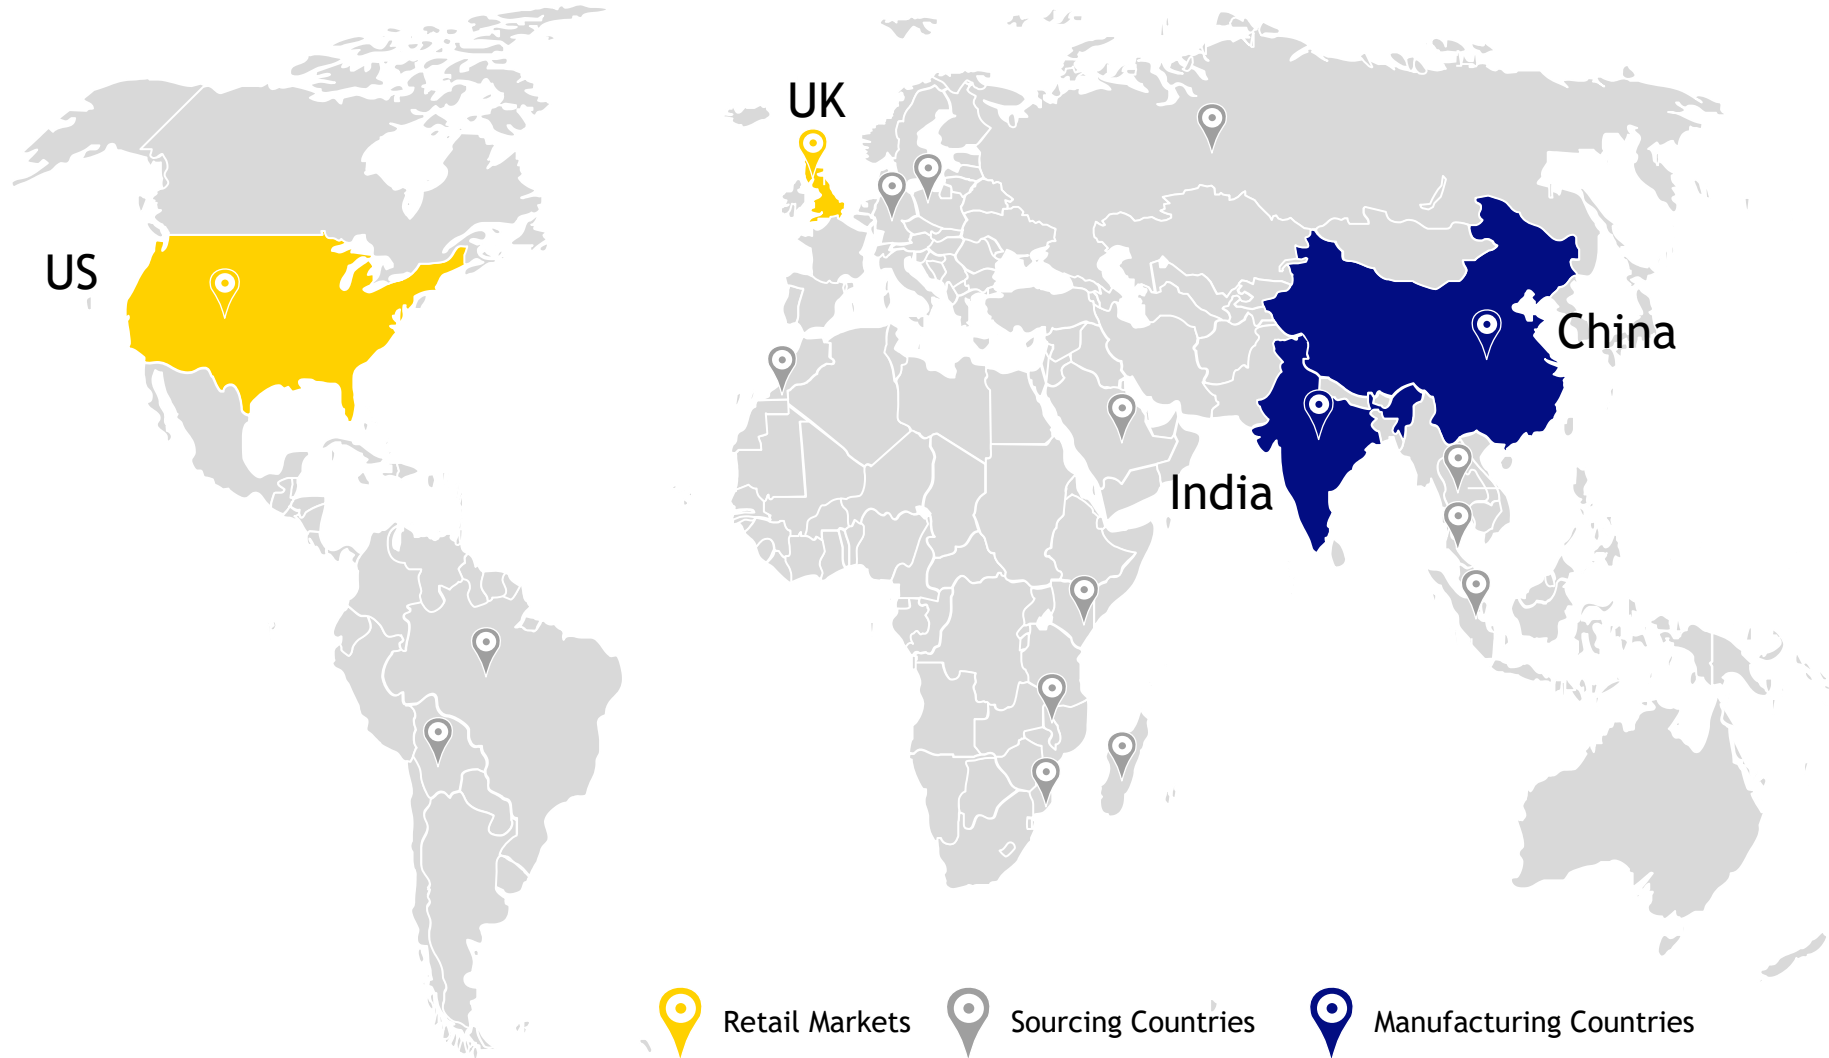 UK
US
China
India
Retail Markets
Sourcing Countries
Manufacturing Countries